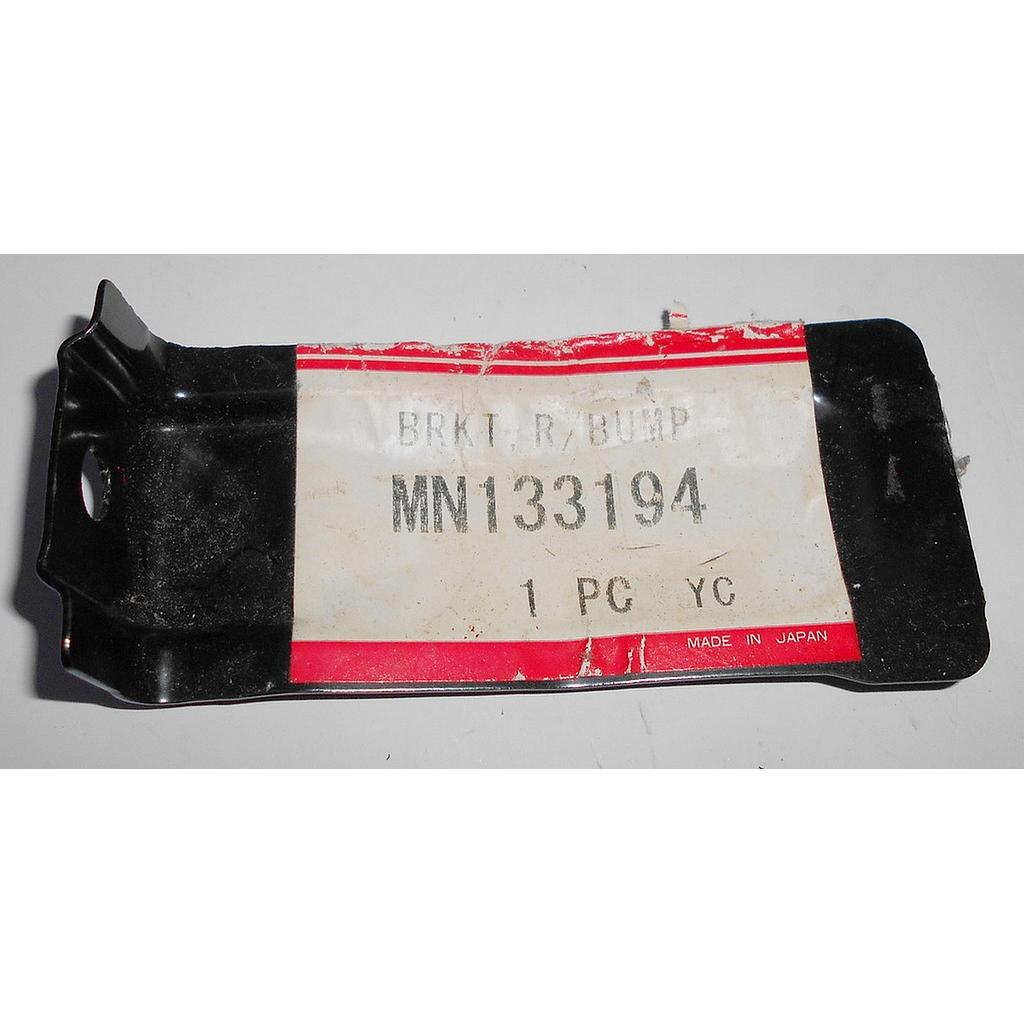 BRKT,R/BUMP
MN133194
1 PC YC
MADE IN JAPAN